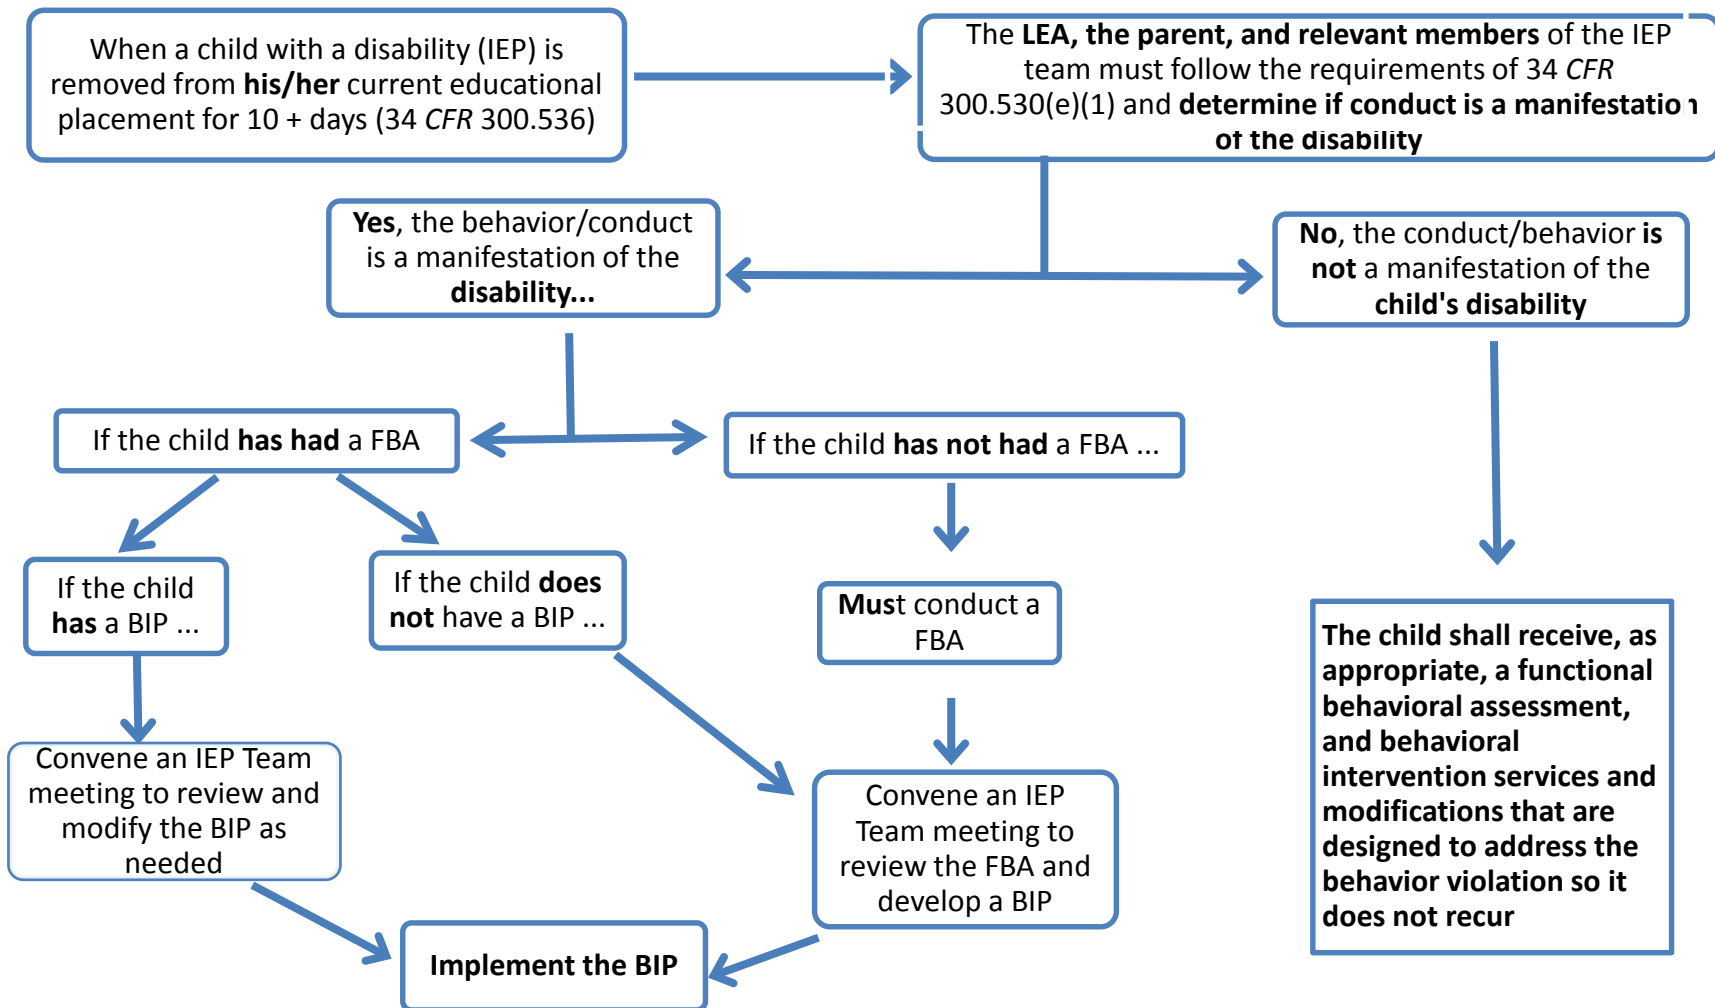 When a child with a disability (IEP) is
removed from his/her current educational
placement for 10 + days (34 CFR 300.536)
The LEA, the parent, and relevant members of the IEP
team must follow the requirements of 34 CFR
300.530(e)(1) and determine if conduct is a manifestation
of the disability
Yes, the behavior/conduct
is a manifestation of the
disability...
No, the conduct/behavior is
not a manifestation of the
child's disability
If the child has had a FBA
If the child has not had a FBA ...
If the child
has a BIP ...
If the child does
not have a BIP ...
Must conduct a
FBA
The child shall receive, as
appropriate, a functional
behavioral assessment,
and behavioral
intervention services and
modifications that are
designed to address the
behavior violation so it
does not recur
Convene an IEP Team
meeting to review and
modify the BIP as
needed
Convene an IEP
Team meeting to
review the FBA and
develop a BIP
Implement the BIP